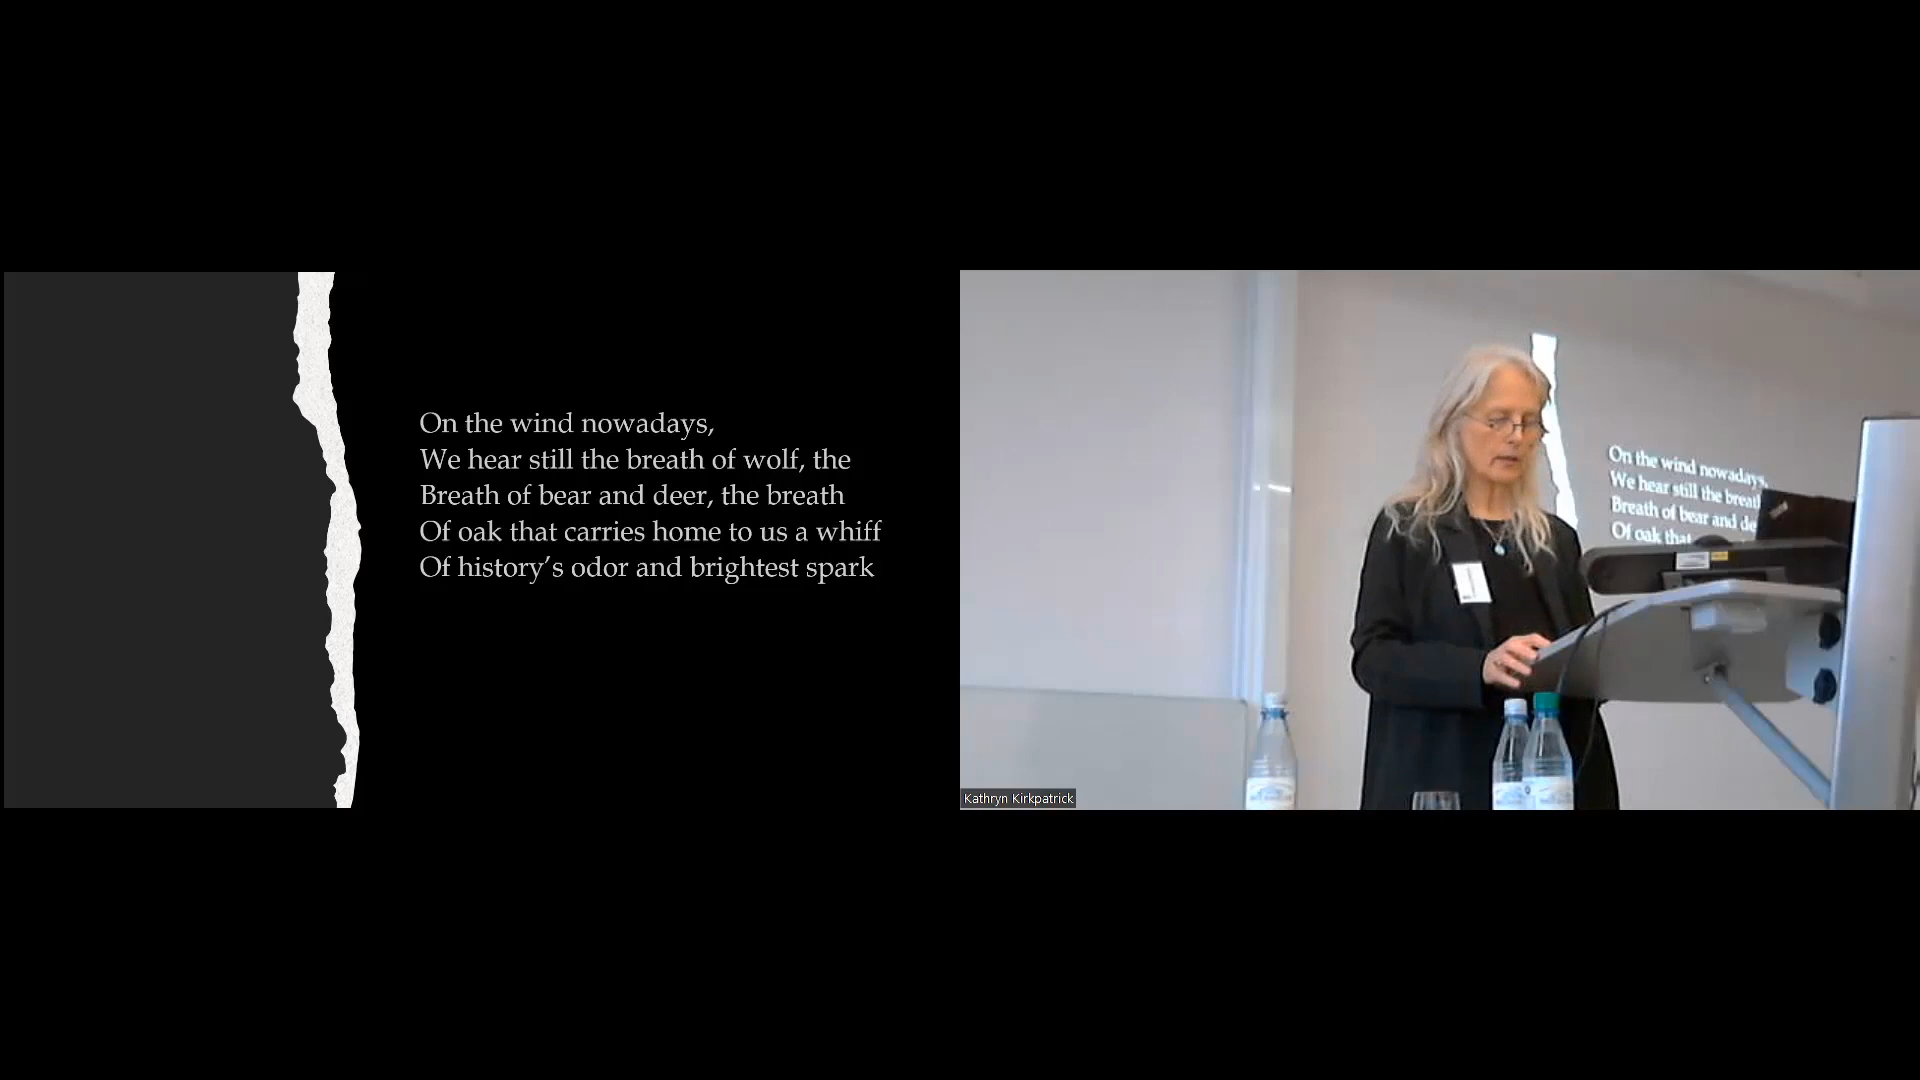 On the wind nowadays,
We hear still the breath of wolf, the
Breath of bear and deer, the breath
Of oak that carries home to us a whiff
Of history’s odor and brightest spark
On the wind nowadays,
We hear still the breath
Breath of bear and de
Of oak that
Kathryn Kirkpatrick